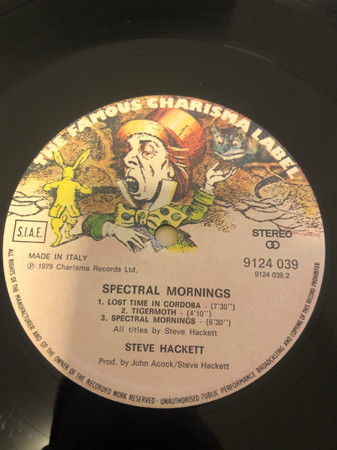 THE FAMOUS CHARISMA LABEL
S.I.A.E.
STEREO
MADE IN ITALY
℗ 1979 Charisma Records Ltd.
9124 039
9124 039.2
SPECTRAL MORNINGS
1. LOST TIME IN CORDOBA - (7'30'')
2. TIGERMOTH - (4'10'')
3. SPECTRAL MORNINGS - (6'30'')
All titles by Steve Hackett
STEVE HACKETT
Prod. by John Acock/Steve Hackett
ALL RIGHTS OF THE MANUFACTURER AND OF THE OWNER OF THE RECORDED WORK RESERVED - UNAUTHORISED PUBLIC PERFORMANCE BROADCASTING AND COPYING OF THIS RECORD PROHIBITED